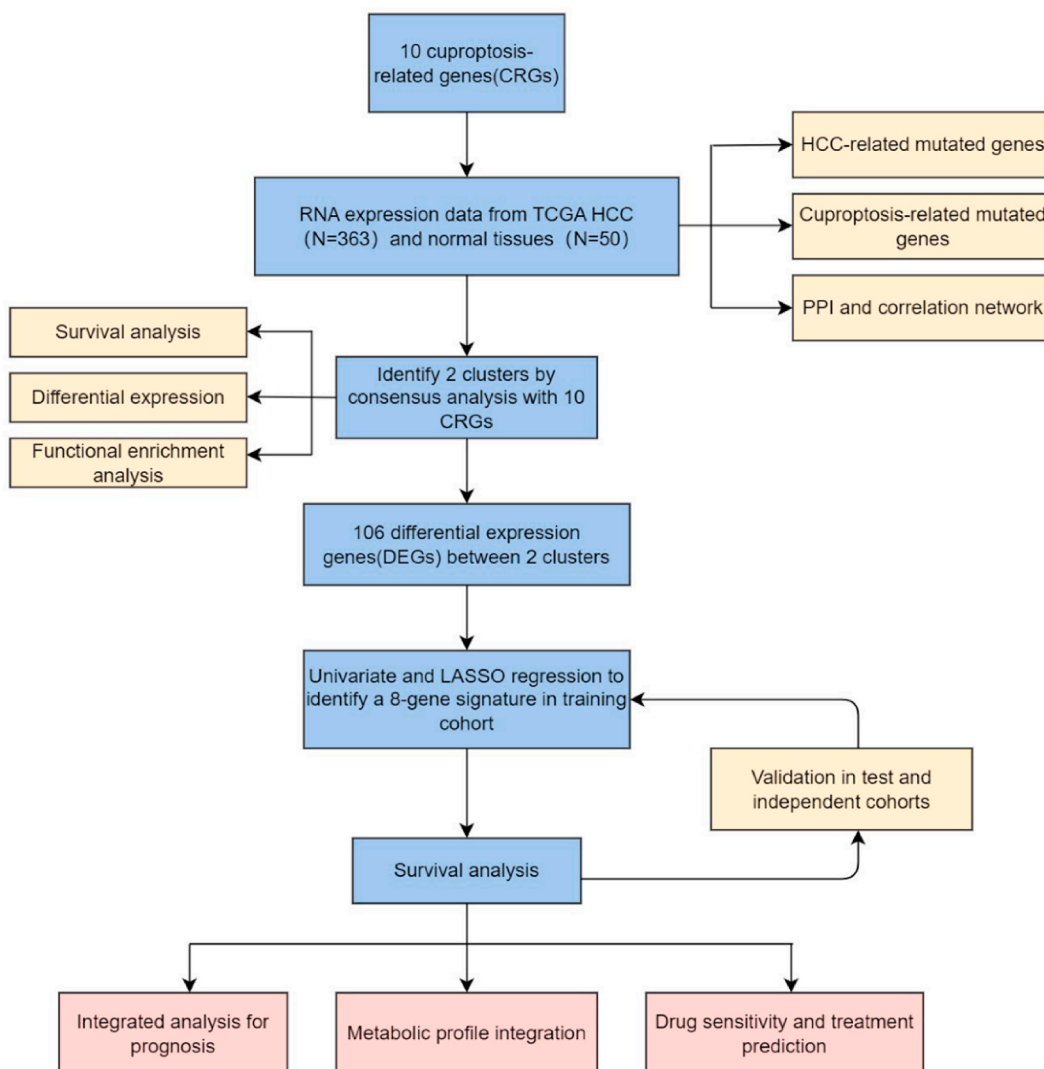 10 cuproptosis-
related genes(CRGs)
RNA expression data from TCGA HCC
（N=363） and normal tissues （N=50）
HCC-related mutated genes
Cuproptosis-related mutated
genes
PPI and correlation network
Survival analysis
Differential expression
Functional enrichment
analysis
Identify 2 clusters by
consensus analysis with 10
CRGs
106 differential expression
genes(DEGs) between 2 clusters
Univariate and LASSO regression to
identify a 8-gene signature in training
cohort
Validation in test and
independent cohorts
Survival analysis
Integrated analysis for
prognosis
Metabolic profile integration
Drug sensitivity and treatment
prediction